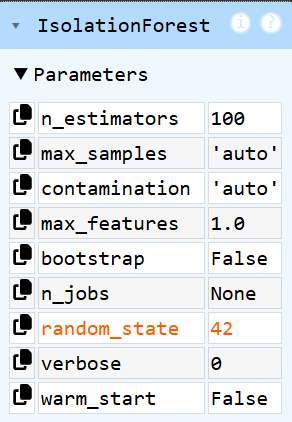 ▾ IsolationForest i ?
▼ Parameters
n_estimators 100
max_samples 'auto'
contamination 'auto'
max_features 1.0
bootstrap False
n_jobs None
random_state 42
verbose 0
warm_start False